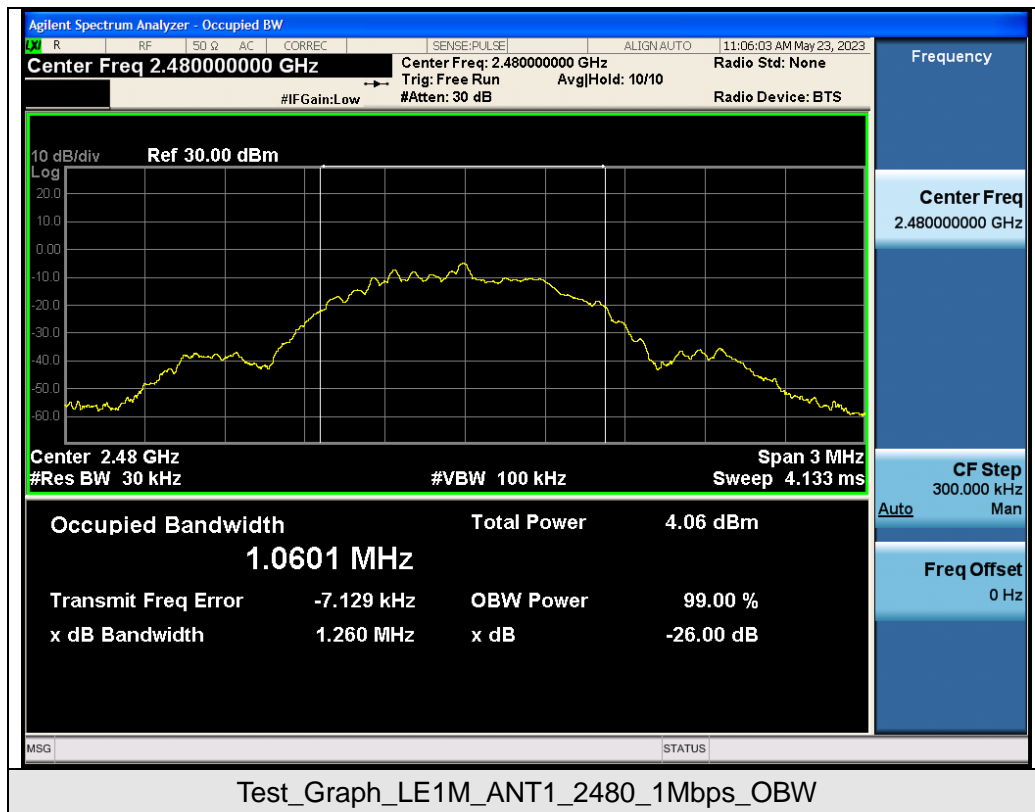 Agilent Spectrum Analyzer - Occupied BW
LXI R RF 50 Ω AC CORREC SENSE:PULSE ALIGN AUTO 11:06:03 AM May 23, 2023
Center Freq 2.480000000 GHz
Center Freq: 2.480000000 GHz
Radio Std: None
Trig: Free Run Avg|Hold: 10/10
#IFGain:Low #Atten: 30 dB Radio Device: BTS
Frequency
10 dB/div Ref 30.00 dBm
Log
20.0
10.0
0.00
-10.0
-20.0
-30.0
-40.0
-50.0
-60.0
Center 2.48 GHz Span 3 MHz
#Res BW 30 kHz #VBW 100 kHz Sweep 4.133 ms
Center Freq
2.480000000 GHz
CF Step
300.000 kHz
Auto Man
Freq Offset
0 Hz
Occupied Bandwidth Total Power 4.06 dBm
1.0601 MHz
Transmit Freq Error -7.129 kHz OBW Power 99.00 %
x dB Bandwidth 1.260 MHz x dB -26.00 dB
MSG STATUS
Test_Graph_LE1M_ANT1_2480_1Mbps_OBW